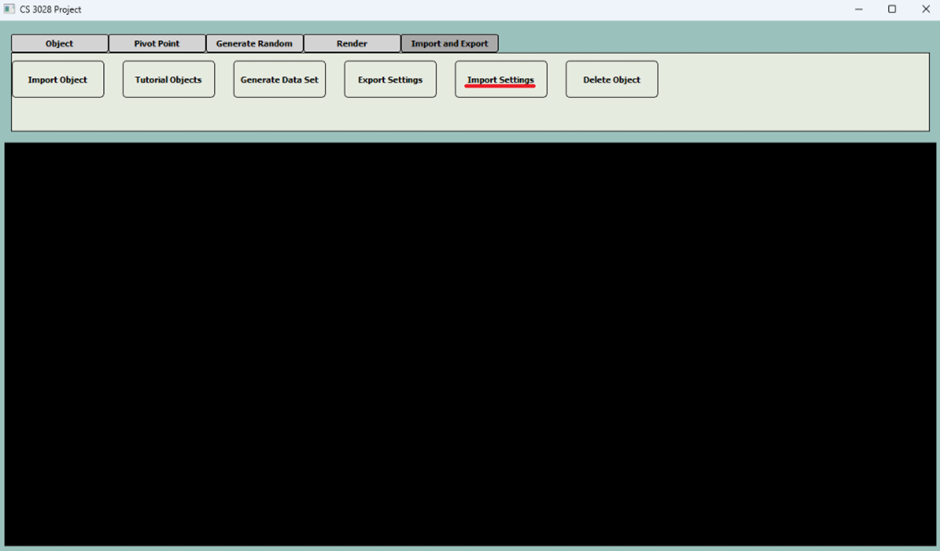 CS 3028 Project
Object Pivot Point Generate Random Render Import and Export
Import Object Tutorial Objects Generate Data Set Export Settings Import Settings Delete Object